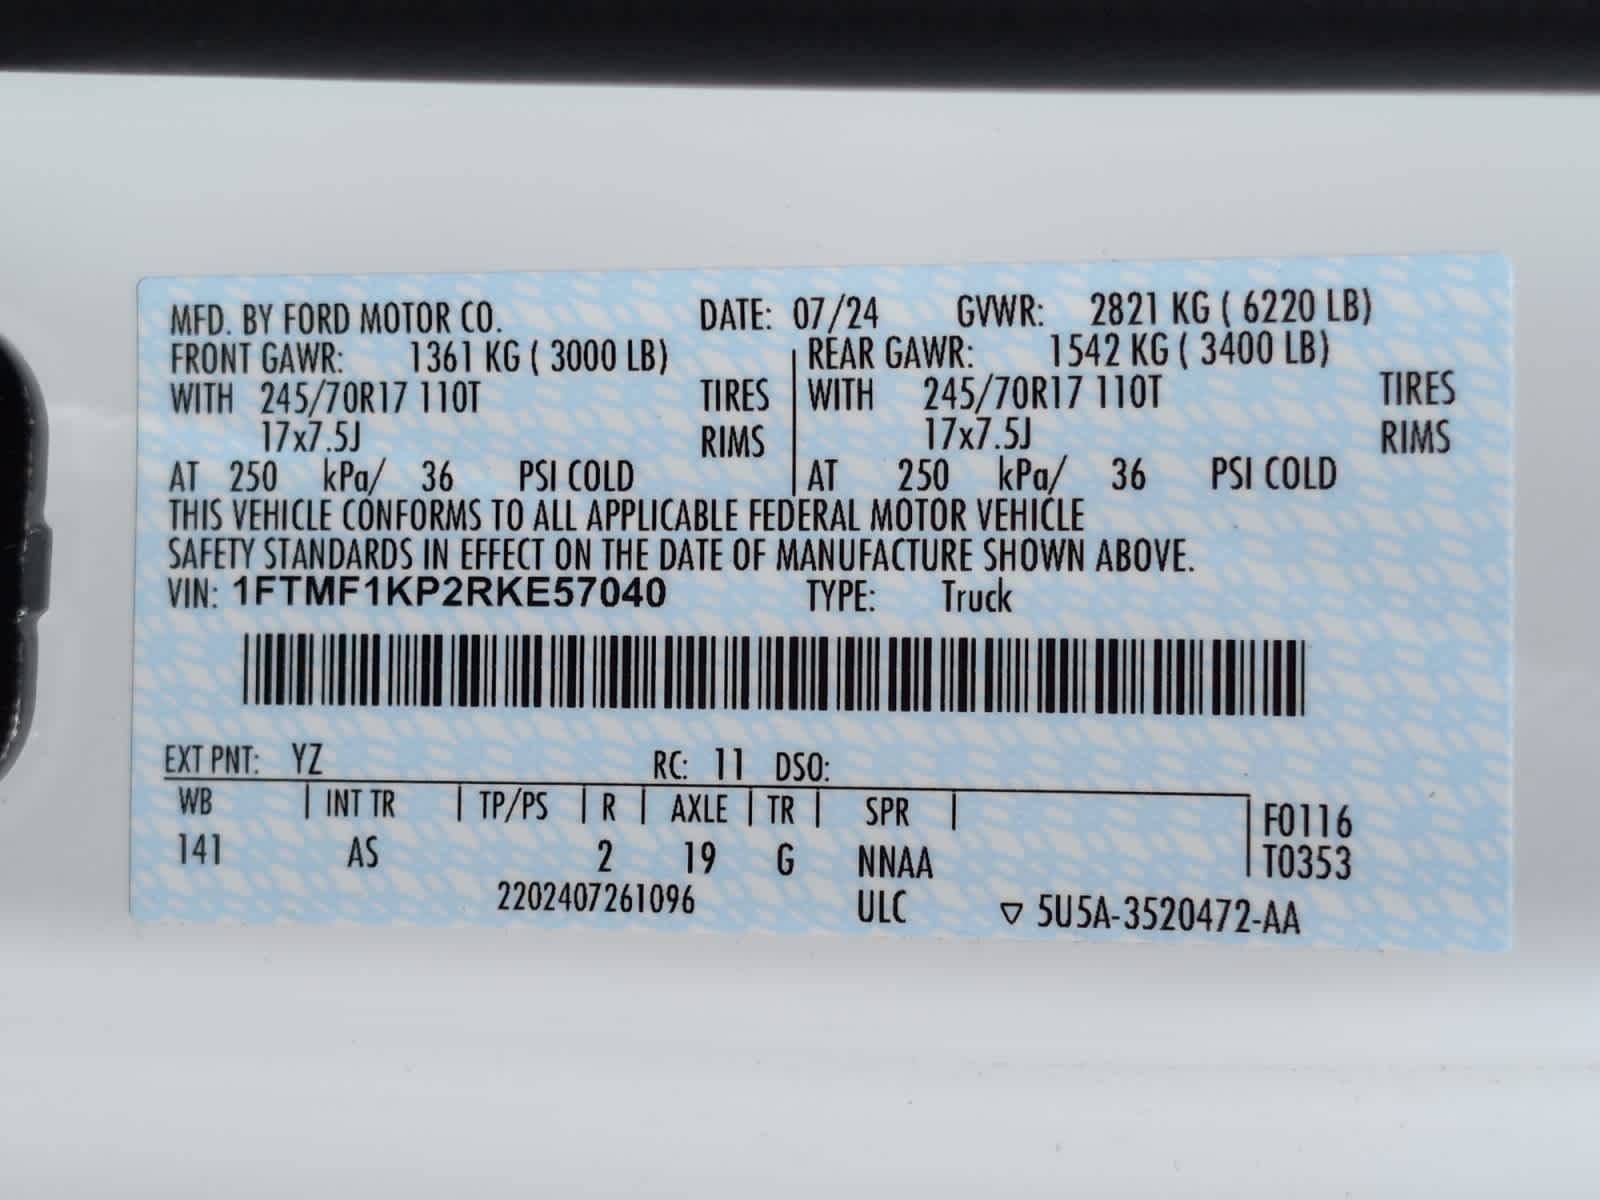 MFD. BY FORD MOTOR CO. DATE: 07/24 GVWR: 2821 KG ( 6220 LB)
FRONT GAWR: 1361 KG ( 3000 LB) REAR GAWR: 1542 KG ( 3400 LB)
WITH 245/70R17 110T TIRES WITH 245/70R17 110T TIRES
17x7.5J RIMS 17x7.5J RIMS
AT 250 kPa/ 36 PSI COLD AT 250 kPa/ 36 PSI COLD
THIS VEHICLE CONFORMS TO ALL APPLICABLE FEDERAL MOTOR VEHICLE
SAFETY STANDARDS IN EFFECT ON THE DATE OF MANUFACTURE SHOWN ABOVE.
VIN: 1FTMF1KP2RKE57040 TYPE: Truck
EXT PNT: YZ RC: 11 DSO:
WB | INT TR | TP/PS | R | AXLE | TR | SPR | F0116
141 AS 2 19 G NNAA T0353
2202407261096 ULC ▽ 5U5A-3520472-AA